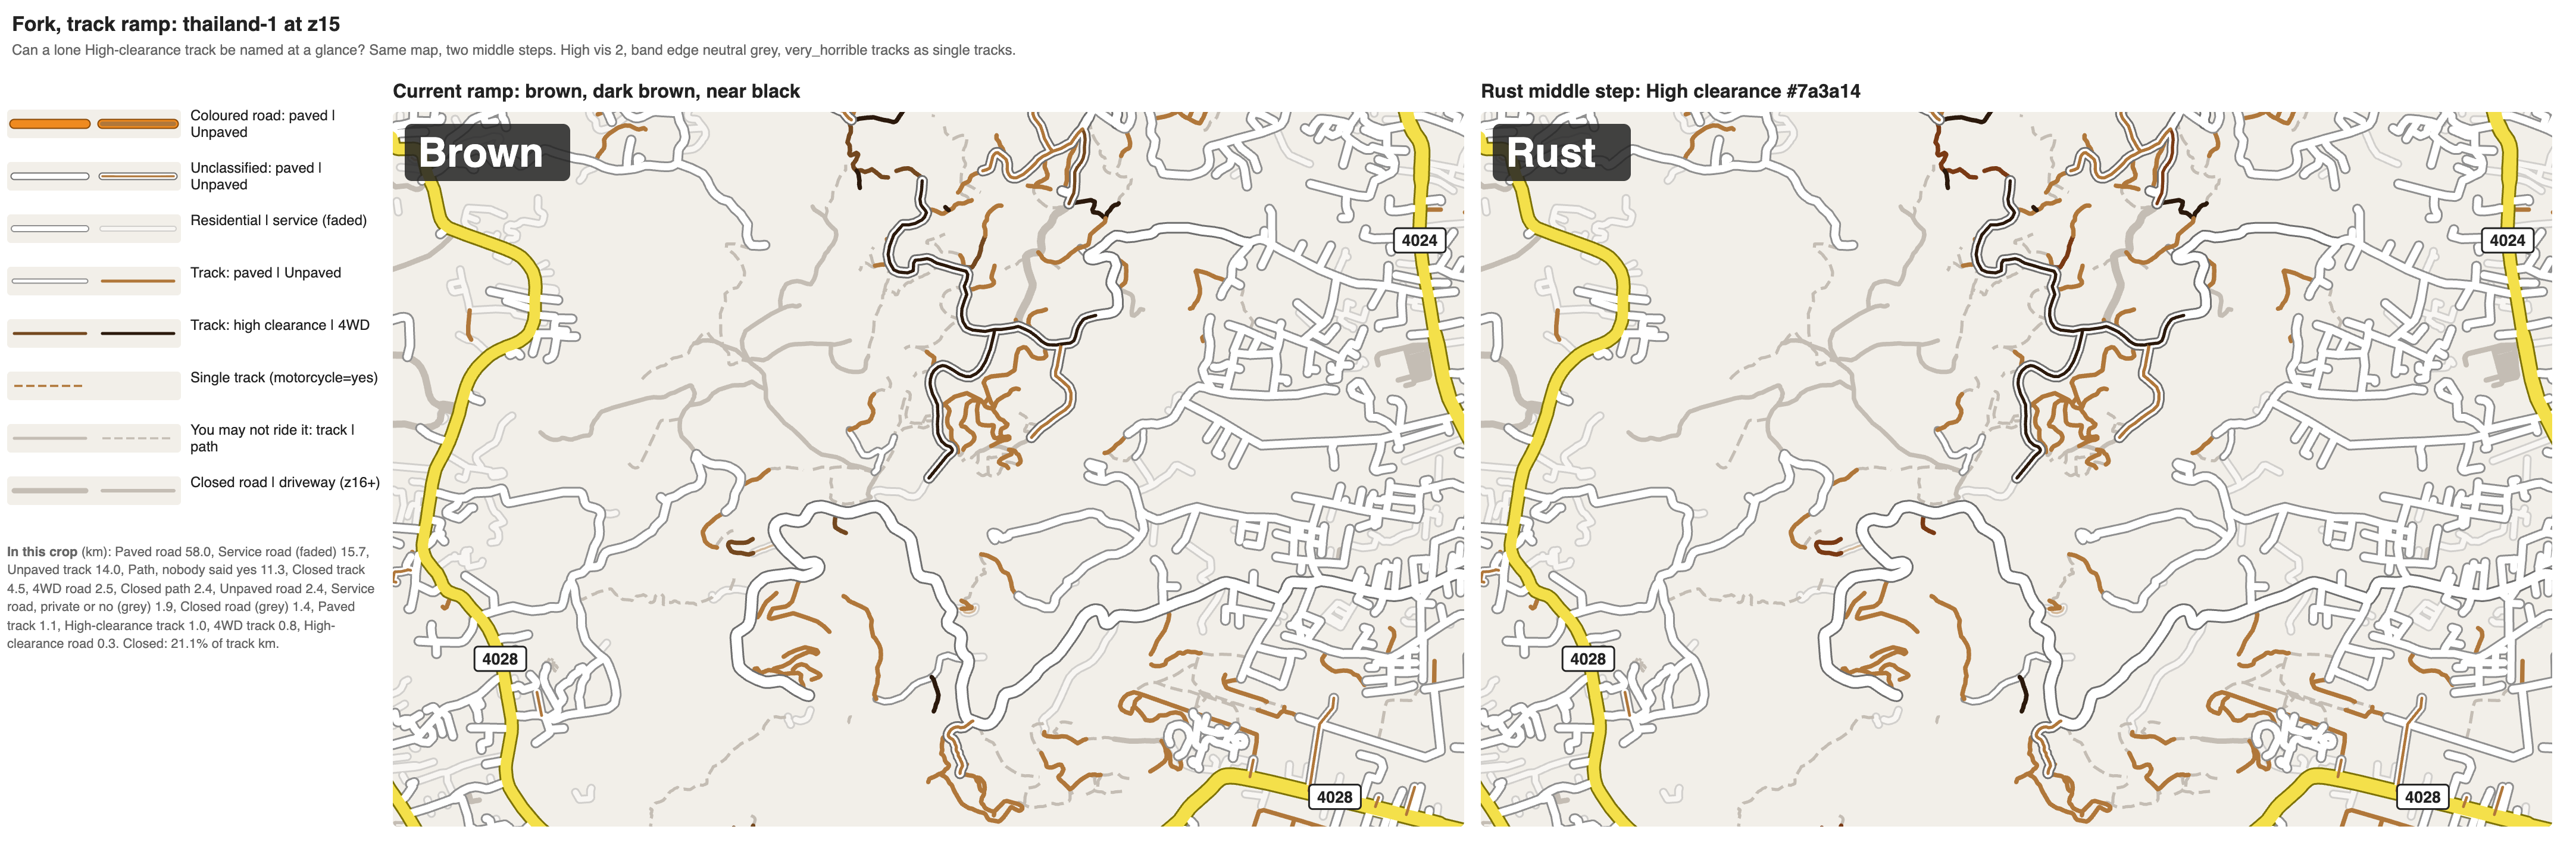 Fork, track ramp: thailand-1 at z15
Can a lone High-clearance track be named at a glance? Same map, two middle steps. High vis 2, band edge neutral grey, very_horrible tracks as single tracks.
Coloured road: paved |
Unpaved
Unclassified: paved |
Unpaved
Residential | service (faded)
Track: paved | Unpaved
Track: high clearance | 4WD
Single track (motorcycle=yes)
You may not ride it: track |
path
Closed road | driveway (z16+)
In this crop (km): Paved road 58.0, Service road (faded) 15.7,
Unpaved track 14.0, Path, nobody said yes 11.3, Closed track
4.5, 4WD road 2.5, Closed path 2.4, Unpaved road 2.4, Service
road, private or no (grey) 1.9, Closed road (grey) 1.4, Paved
track 1.1, High-clearance track 1.0, 4WD track 0.8, High-
clearance road 0.3. Closed: 21.1% of track km.
Current ramp: brown, dark brown, near black
Brown
4024
4028
4028
Rust middle step: High clearance #7a3a14
Rust
4024
4028
4028